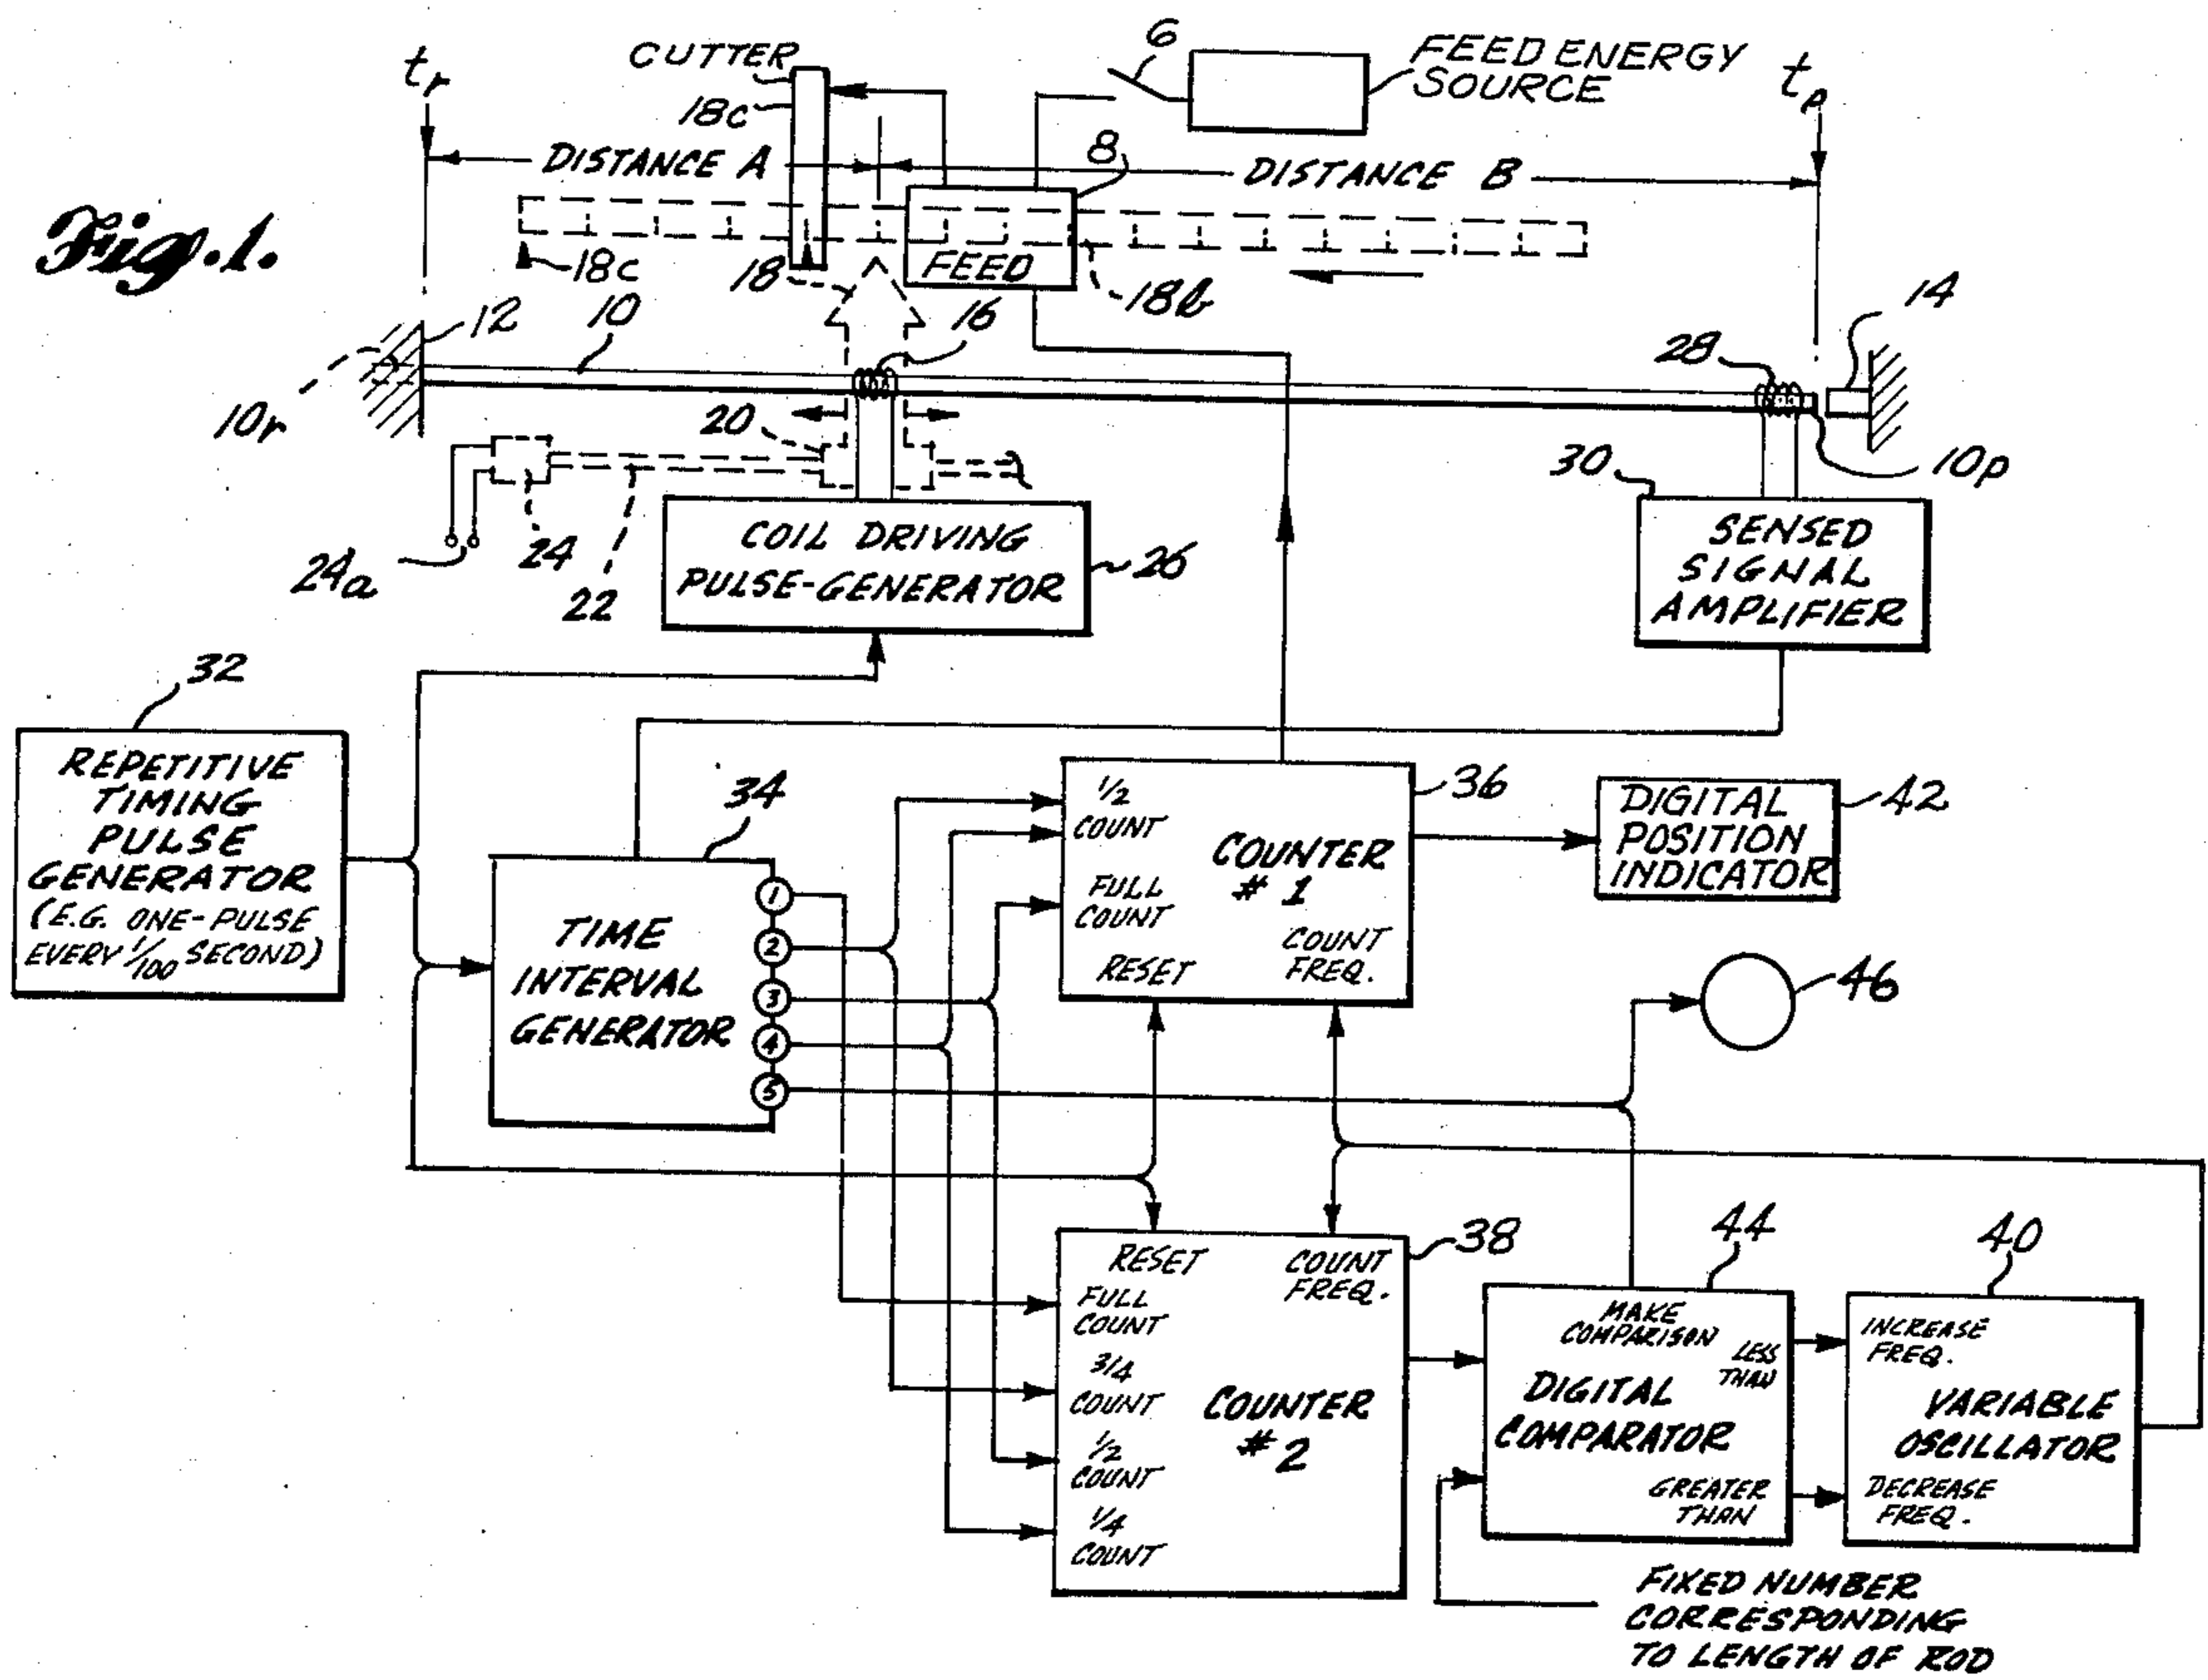 Fig. 1.
t_r
CUTTER
18c
6
FEED ENERGY
SOURCE
t_p
DISTANCE A
8
DISTANCE B
18c
18
FEED
18b
12
10
16
28
14
10r
20
30
10p
24a
24
22
COIL DRIVING
PULSE-GENERATOR
26
SENSED
SIGNAL
AMPLIFIER
32
REPETITIVE
TIMING
PULSE
GENERATOR
(E.G. ONE-PULSE
EVERY 1/100 SECOND)
34
TIME
INTERVAL
GENERATOR
1
2
3
4
5
1/2
COUNT
FULL
COUNT
RESET
COUNTER
# 1
COUNT
FREQ.
36
DIGITAL
POSITION
INDICATOR
42
46
RESET
COUNT
FREQ.
38
FULL
COUNT
3/4
COUNT
1/2
COUNT
1/4
COUNT
COUNTER
# 2
44
MAKE
COMPARISON
LESS
THAN
DIGITAL
COMPARATOR
GREATER
THAN
40
INCREASE
FREQ.
VARIABLE
OSCILLATOR
DECREASE
FREQ.
FIXED NUMBER
CORRESPONDING
TO LENGTH OF ROD